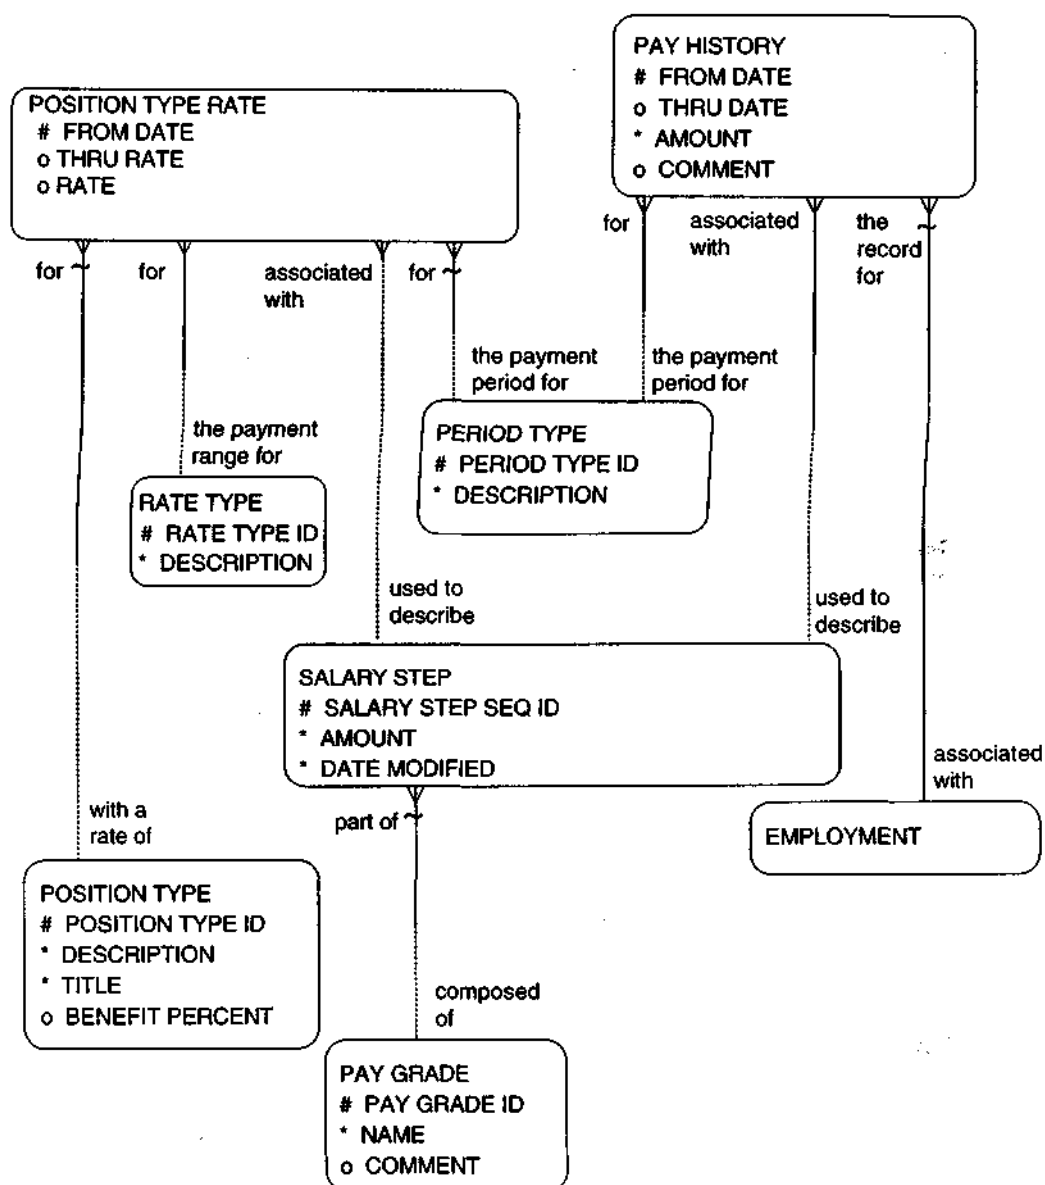 PAY HISTORY
# FROM DATE
o THRU DATE
* AMOUNT
o COMMENT
POSITION TYPE RATE
# FROM DATE
o THRU RATE
o RATE
for
associated
with
the
record
for
for
for
associated
with
for
the payment
period for
the payment
period for
the payment
range for
PERIOD TYPE
# PERIOD TYPE ID
* DESCRIPTION
RATE TYPE
# RATE TYPE ID
* DESCRIPTION
used to
describe
used to
describe
SALARY STEP
# SALARY STEP SEQ ID
* AMOUNT
* DATE MODIFIED
associated
with
with a
rate of
part of
EMPLOYMENT
POSITION TYPE
# POSITION TYPE ID
* DESCRIPTION
* TITLE
o BENEFIT PERCENT
composed
of
PAY GRADE
# PAY GRADE ID
* NAME
o COMMENT